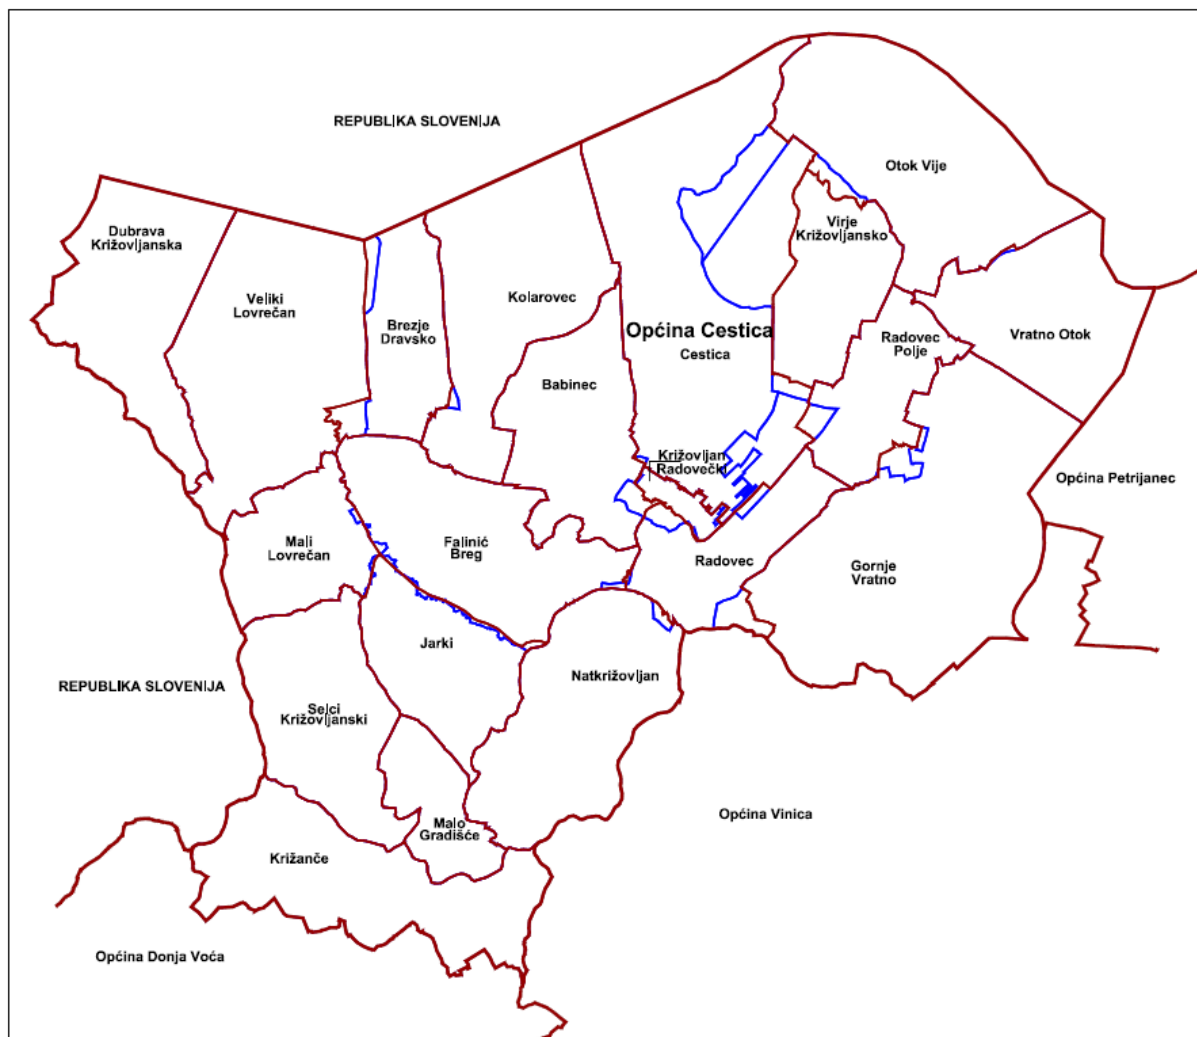 REPUBLIKA SLOVENIJA
Otok Vije
Dubrava
Križovljanska
Virje
Križovljansko
Veliki
Lovrečan
Kolarovec
Brezje
Dravsko
Općina Cestica
Cestica
Radovec
Polje
Vratno Otok
Babinec
Križovljan
Radovečki
Općina Petrijanec
Mali
Lovrečan
Falinić
Breg
Radovec
Gornje
Vratno
Jarki
Natkrižovljan
REPUBLIKA SLOVENIJA
Selci
Križovljanski
Općina Vinica
Malo
Gradišće
Križanče
Općina Donja Voća